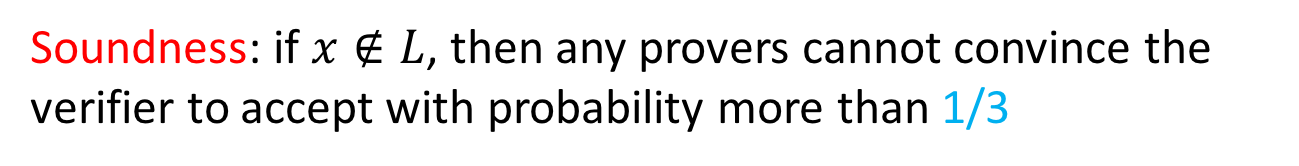 Soundness: if 𝑥 ∉ 𝐿, then any provers cannot convince the
verifier to accept with probability more than 1/3